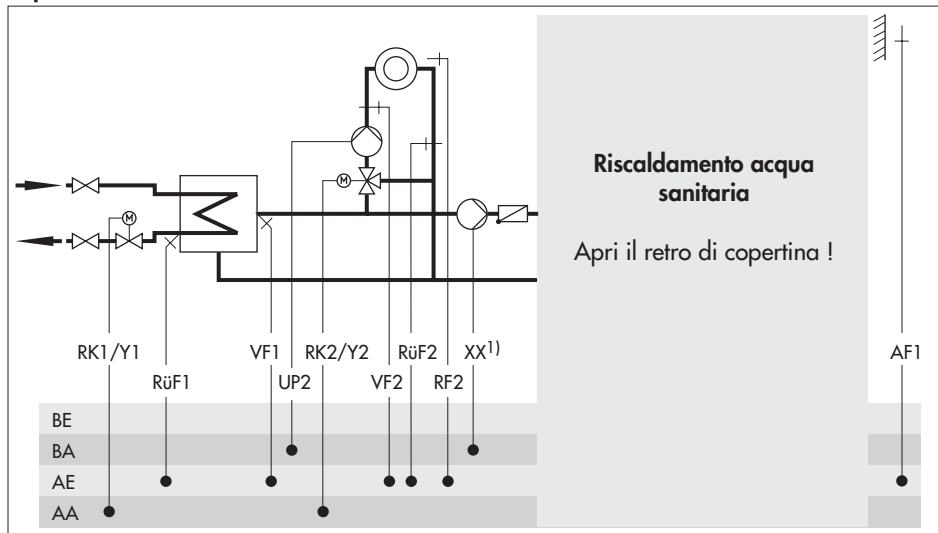 Riscaldamento acqua
sanitaria
Apri il retro di copertina !
M
M
RK1/Y1
VF1
RK2/Y2
RüF2
XX1)
AF1
RüF1
UP2
VF2
RF2
BE
BA
AE
AA